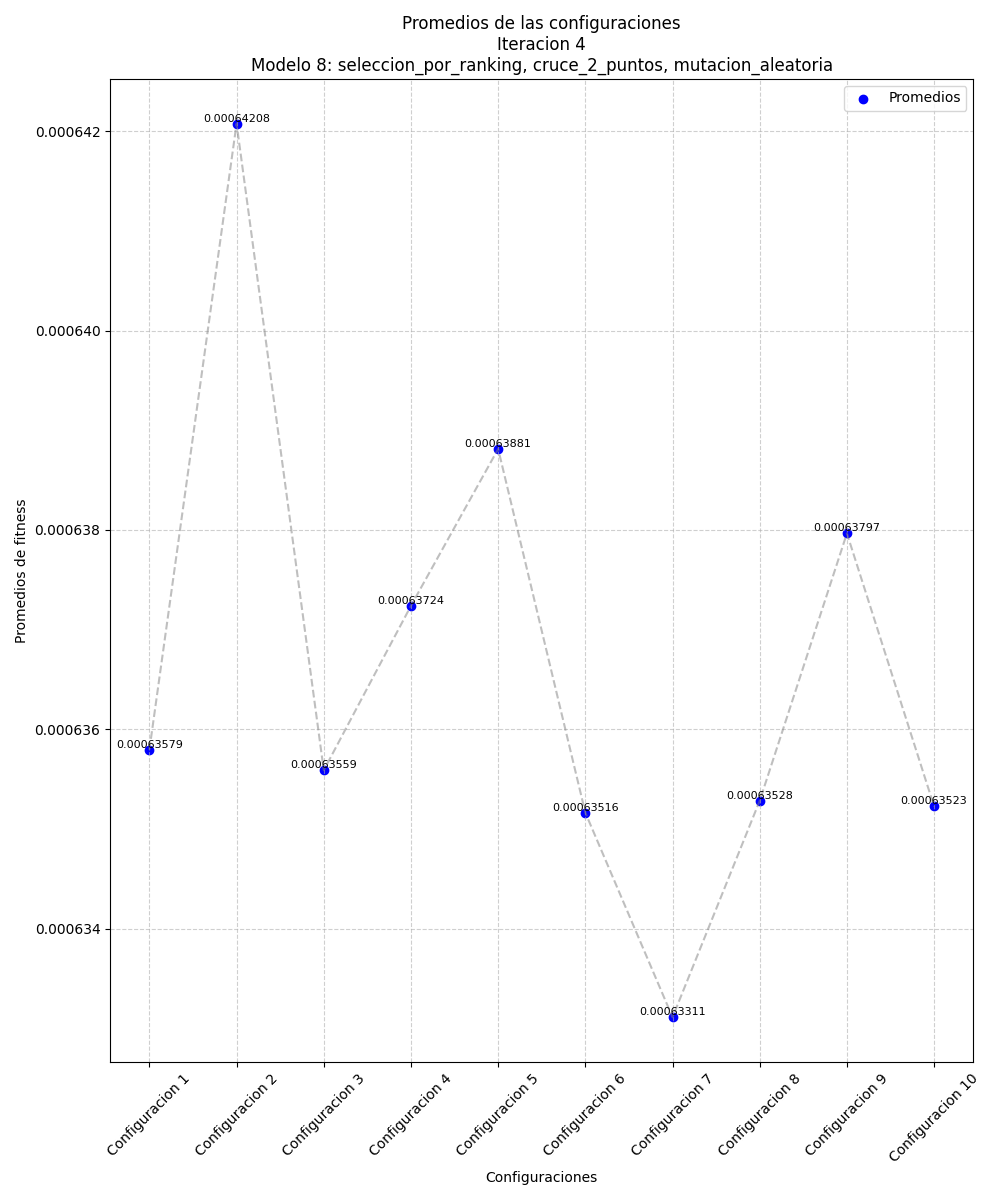 Promedios de las configuraciones
Iteracion 4
Modelo 8: seleccion_por_ranking, cruce_2_puntos, mutacion_aleatoria
Promedios
0.000642
0.000640
0.000638
0.000636
0.000634
Promedios de fitness
0.00063579
0.00064208
0.00063559
0.00063724
0.00063881
0.00063516
0.00063311
0.00063528
0.00063797
0.00063523
Configuracion 1
Configuracion 2
Configuracion 3
Configuracion 4
Configuracion 5
Configuracion 6
Configuracion 7
Configuracion 8
Configuracion 9
Configuracion 10
Configuraciones